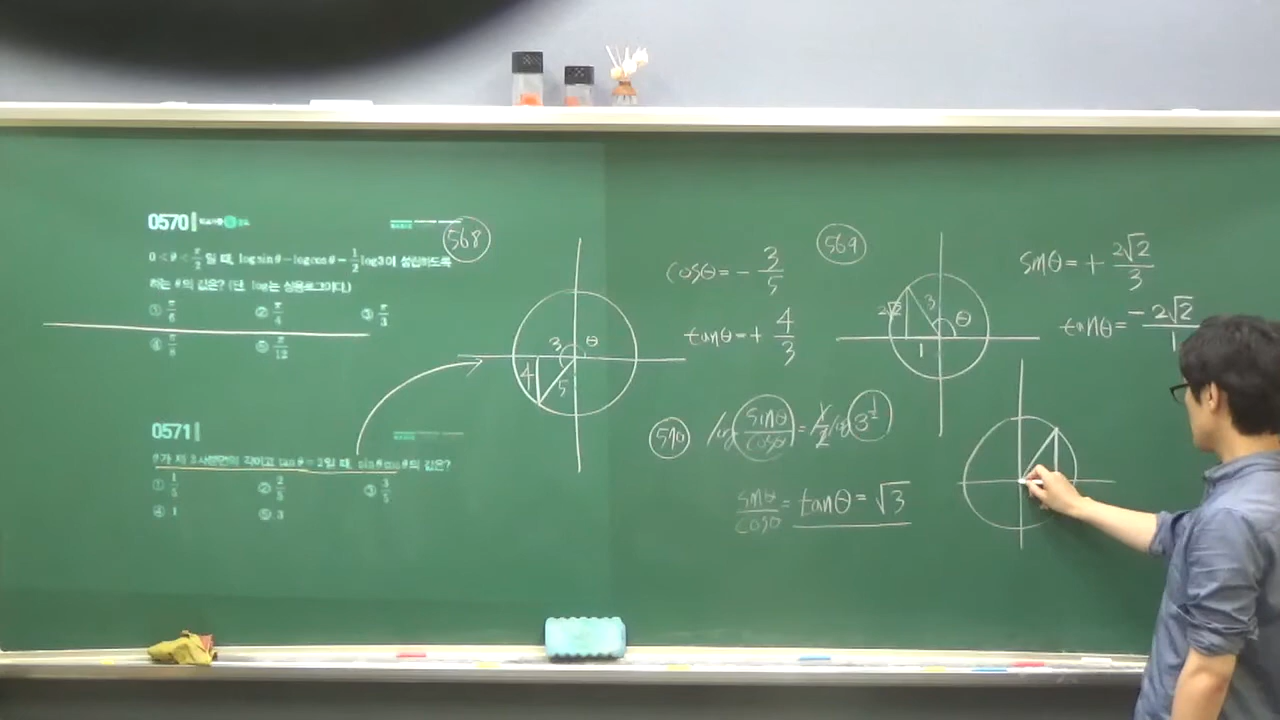 0570
0 < θ < π/2 일 때, log sin θ - log cos θ = 1/2 log 3이 성립하도록
하는 θ의 값은? (단, log는 상용로그이다.)
① π/6 ② π/4 ③ π/3
④ π/8 ⑤ π/12
0571
θ가 제 3사분면의 각이고 tan θ = 2일 때, sin θ cos θ의 값은?
① 1/5 ② 2/5 ③ 3/5
④ 1 ⑤ 3
568
3 θ
4 5
cosθ = - 3/5
tanθ = + 4/3
569
2√2 3 θ
1
sinθ = + 2√2/3
tanθ = -2√2/1
570
log sinθ/cosθ = 1/2 log 3^½
sinθ/cosθ = tanθ = √3